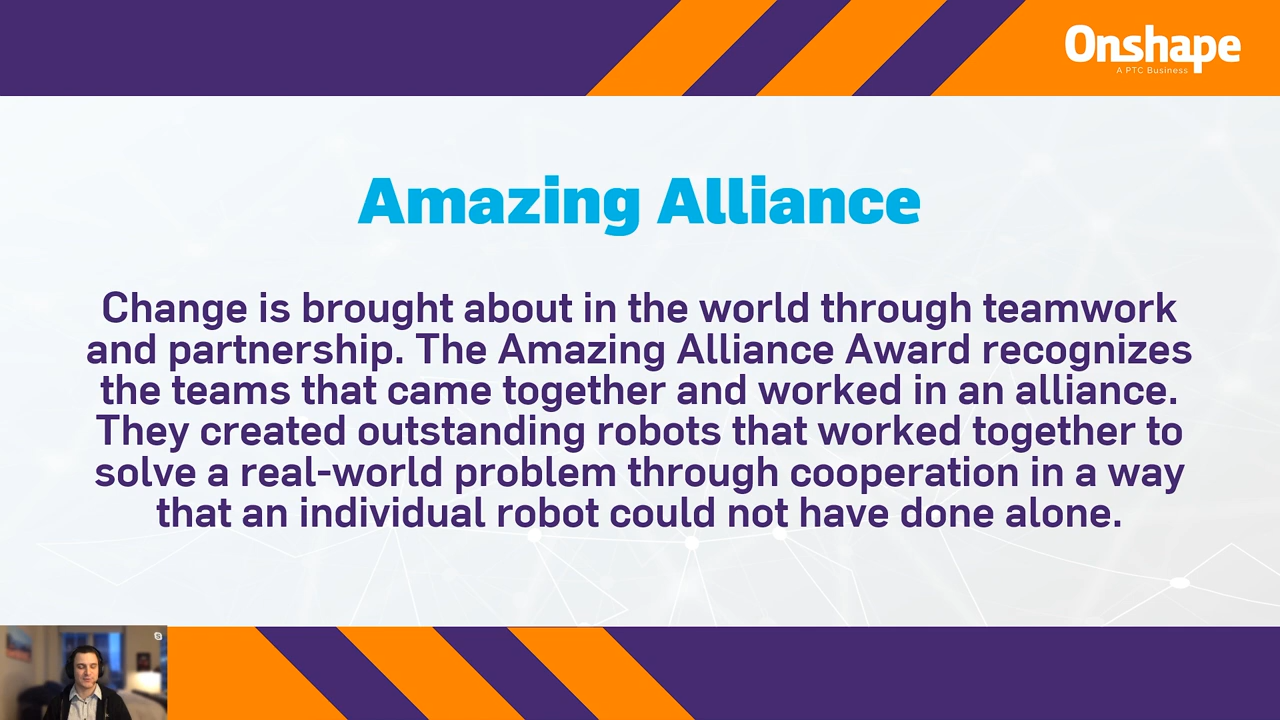 Onshape
A PTC Business
Amazing Alliance
Change is brought about in the world through teamwork
and partnership. The Amazing Alliance Award recognizes
the teams that came together and worked in an alliance.
They created outstanding robots that worked together to
solve a real-world problem through cooperation in a way
that an individual robot could not have done alone.